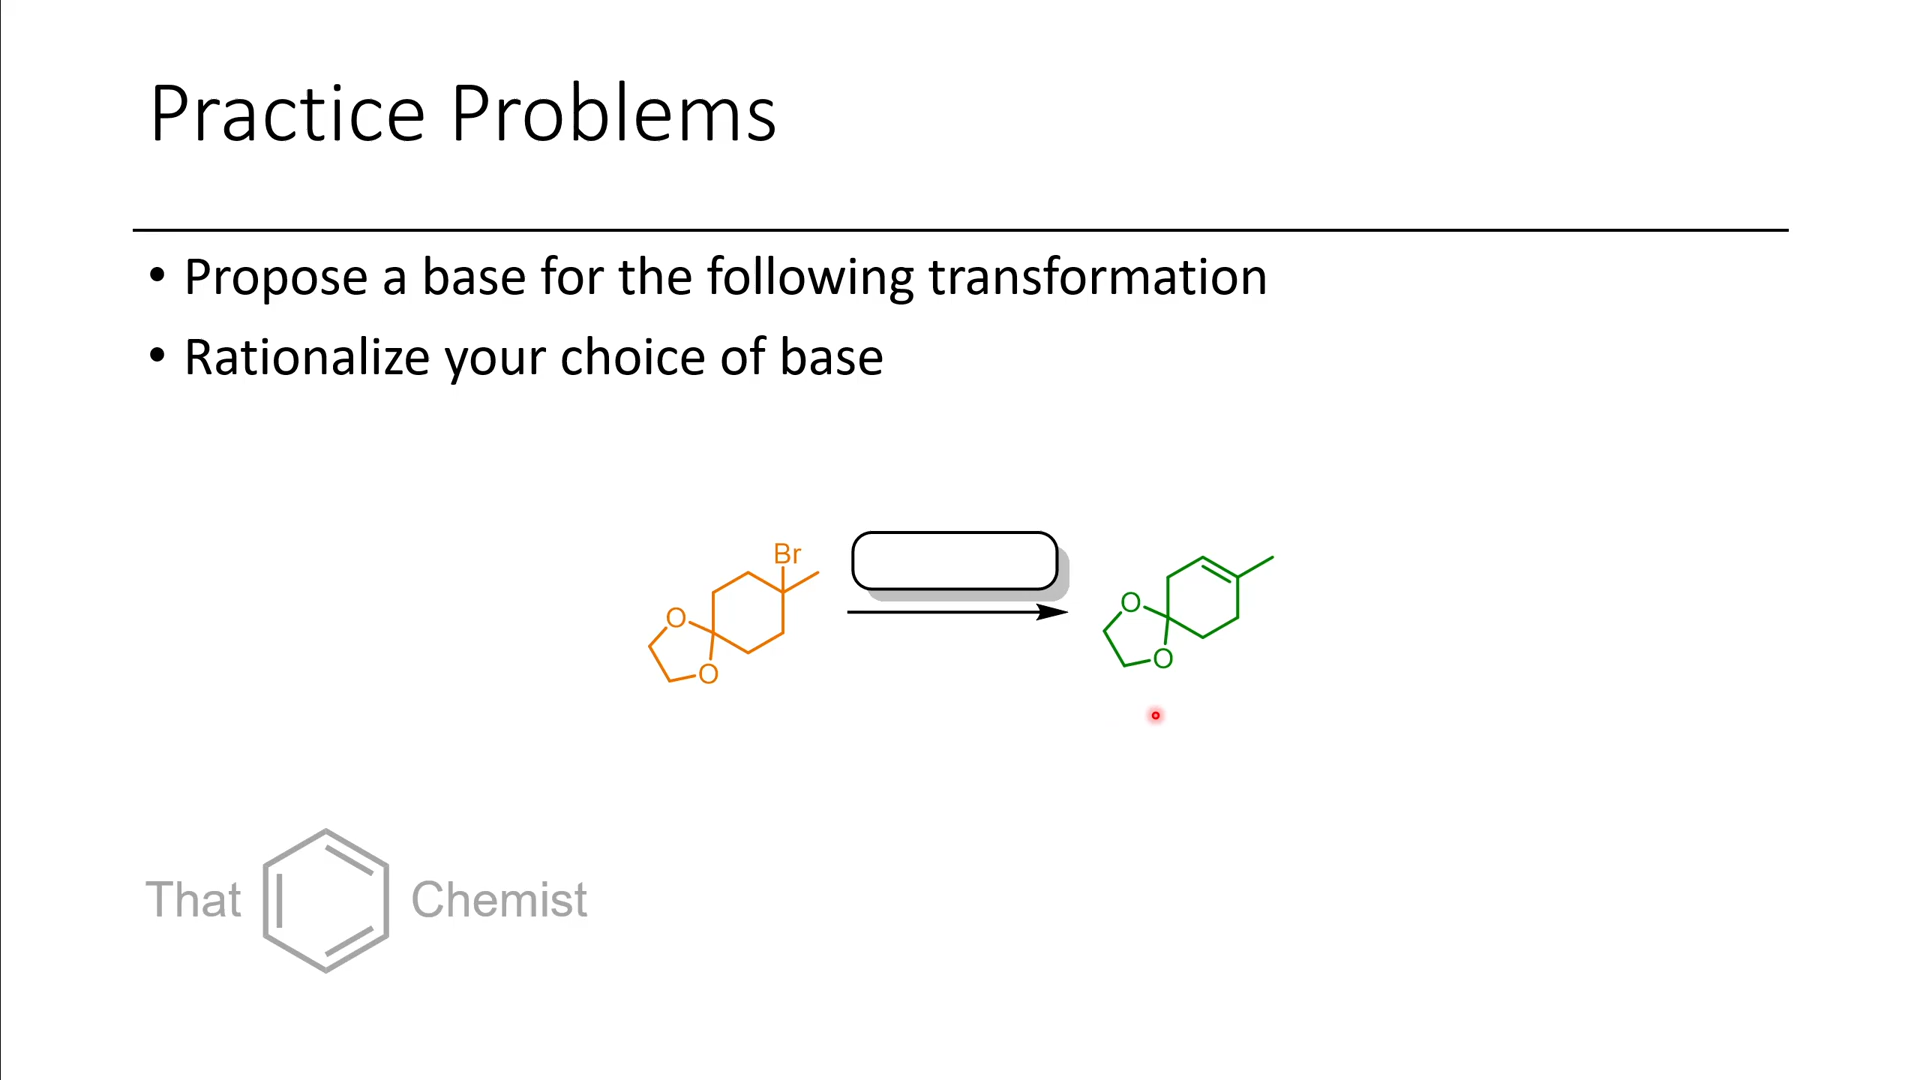 Practice Problems
• Propose a base for the following transformation
• Rationalize your choice of base
Br
O
O
O
O
That Chemist